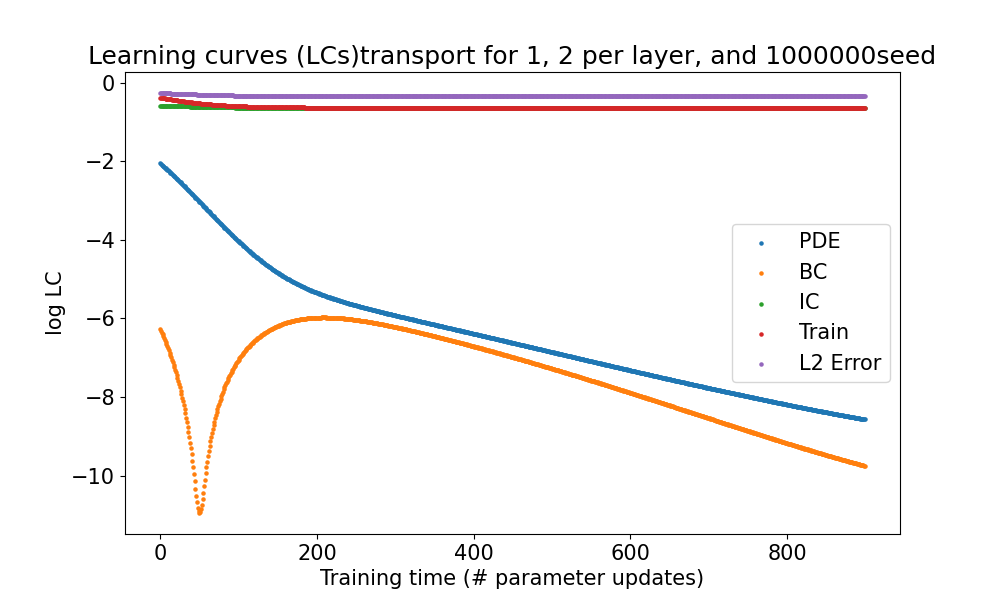 Learning curves (LCs)transport for 1, 2 per layer, and 1000000seed
0
−2
−4
−6
−8
−10
log LC
PDE
BC
IC
Train
L2 Error
0 200 400 600 800
Training time (# parameter updates)